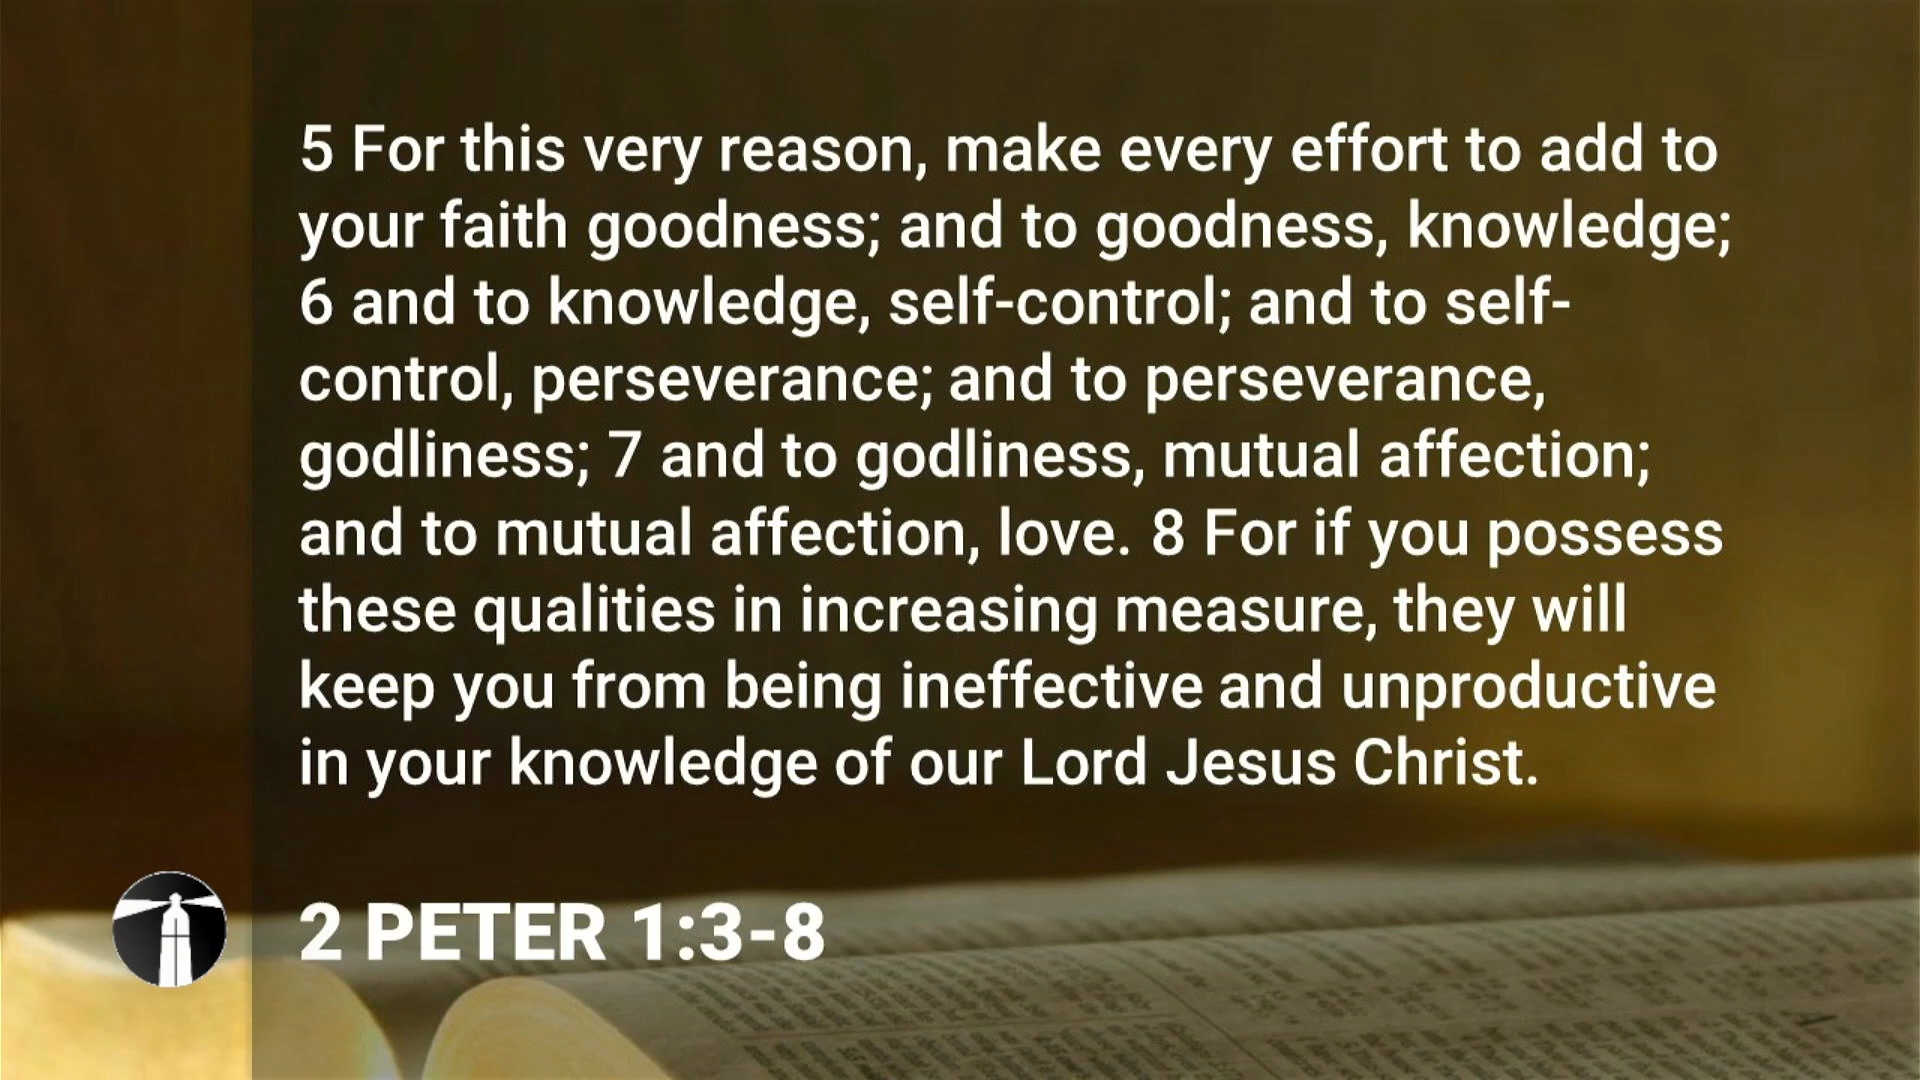 5 For this very reason, make every effort to add to
your faith goodness; and to goodness, knowledge;
6 and to knowledge, self-control; and to self-
control, perseverance; and to perseverance,
godliness; 7 and to godliness, mutual affection;
and to mutual affection, love. 8 For if you possess
these qualities in increasing measure, they will
keep you from being ineffective and unproductive
in your knowledge of our Lord Jesus Christ.
2 PETER 1:3-8